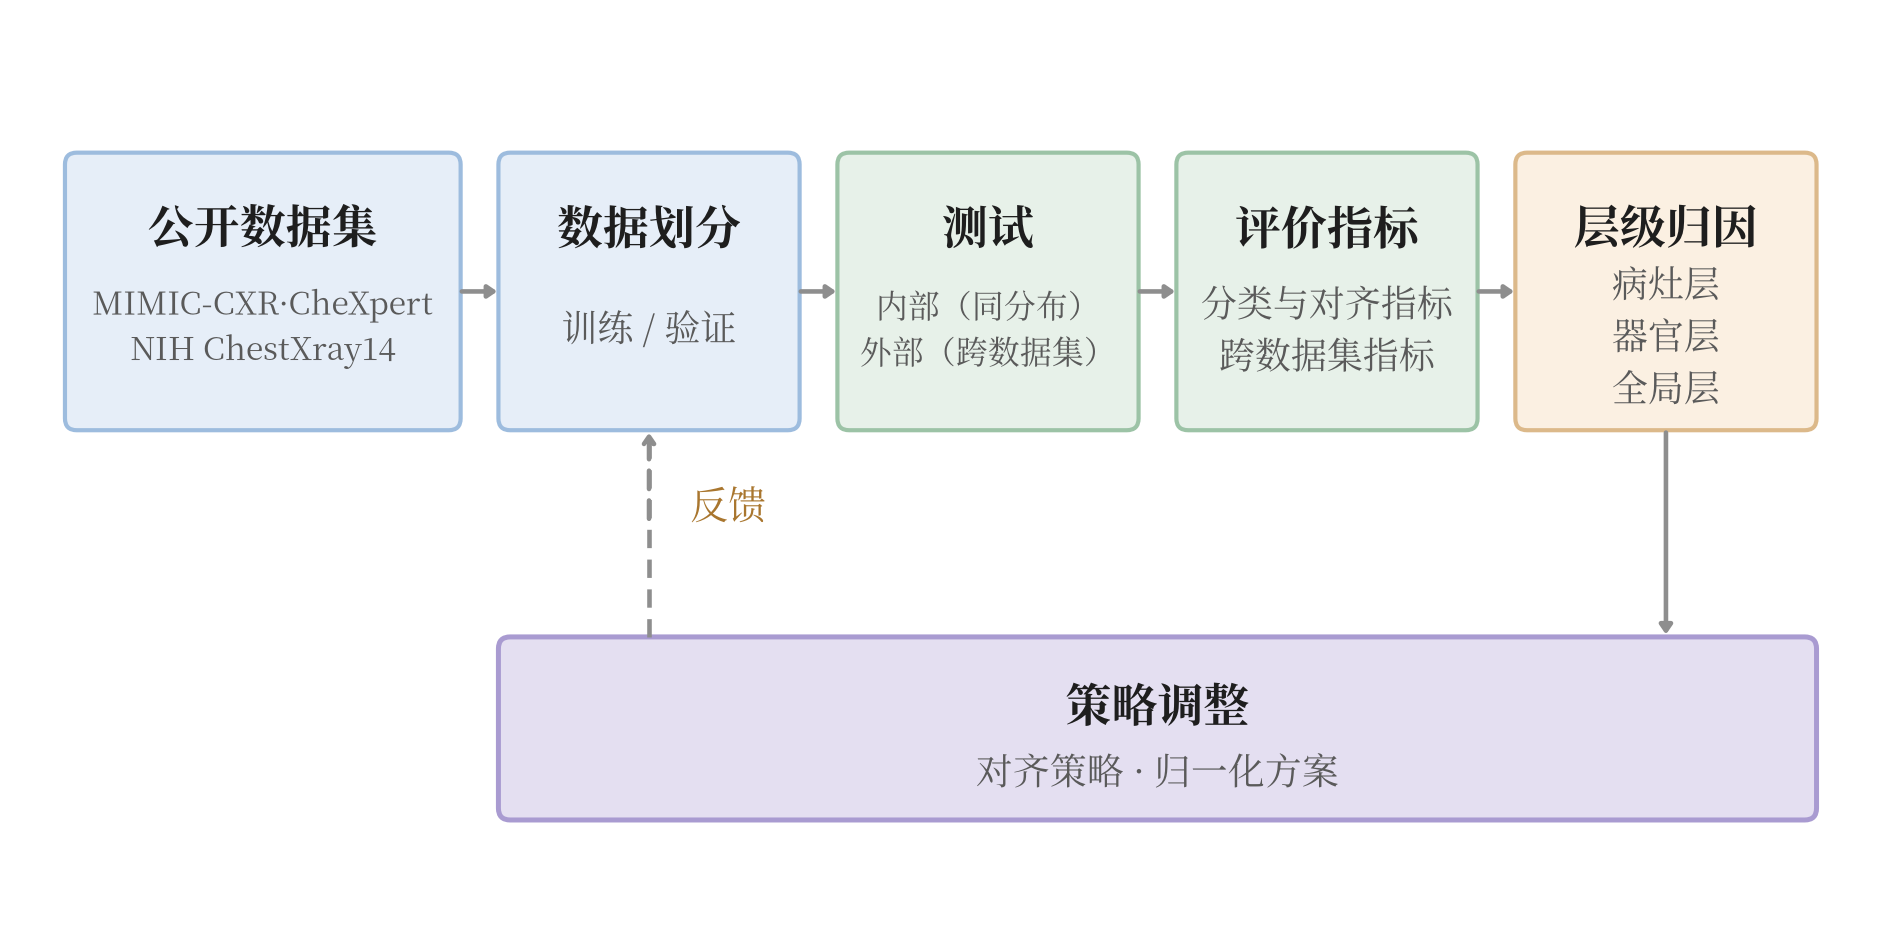 公开数据集
MIMIC-CXR·CheXpert
NIH ChestXray14
数据划分
训练 / 验证
测试
内部（同分布）
外部（跨数据集）
评价指标
分类与对齐指标
跨数据集指标
层级归因
病灶层
器官层
全局层
反馈
策略调整
对齐策略 · 归一化方案